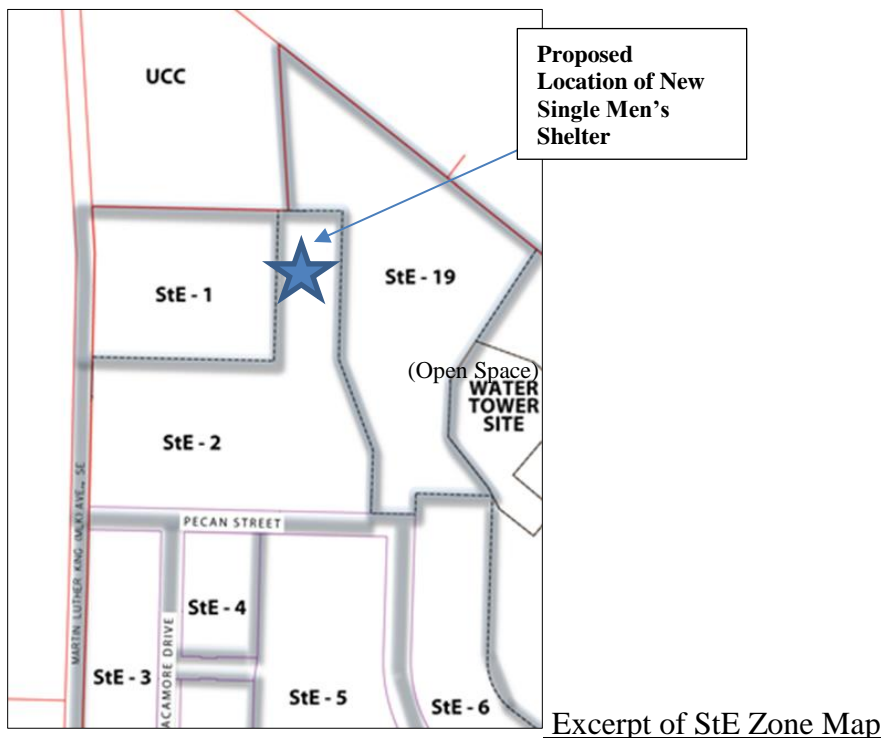 Proposed
Location of New
Single Men’s
Shelter
UCC
StE - 1
StE - 19
(Open Space)
WATER
TOWER
SITE
StE - 2
PECAN STREET
MARTIN LUTHER KING (MLK) AVE., SE
StE - 4
StE - 3
ACAMORE DRIVE
StE - 5
StE - 6
Excerpt of StE Zone Map